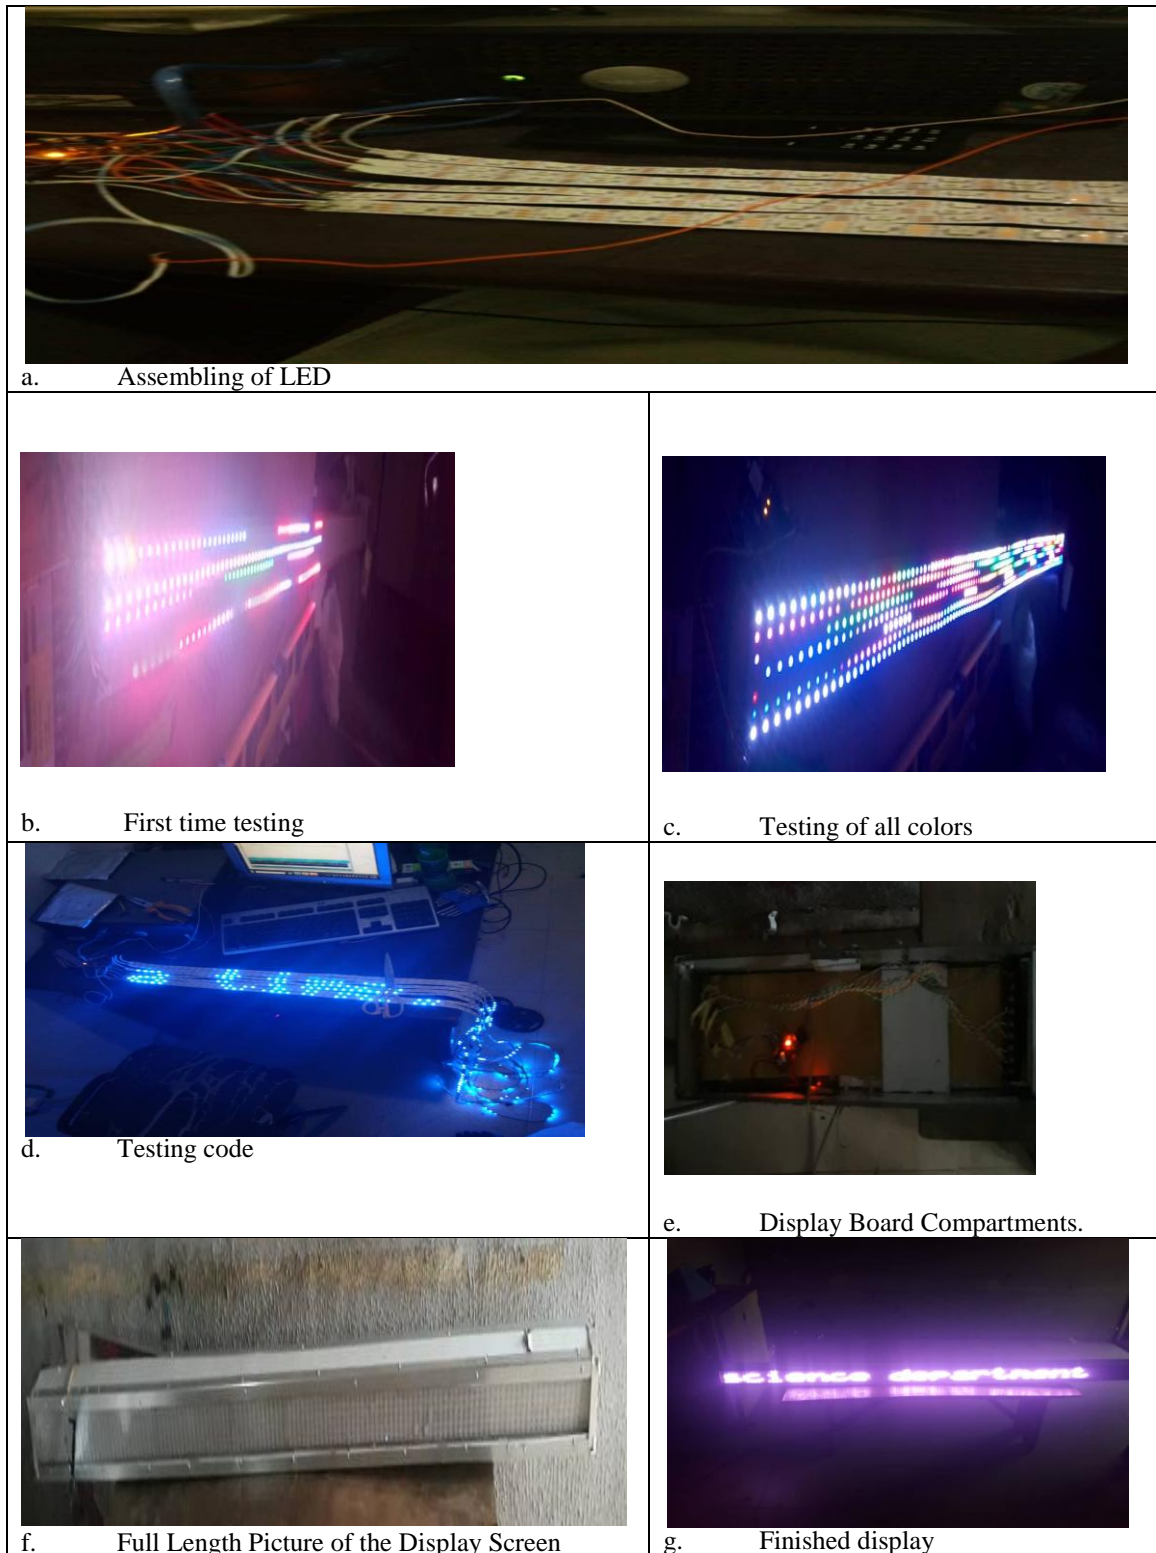 a. Assembling of LED
b. First time testing
c. Testing of all colors
d. Testing code
e. Display Board Compartments.
f. Full Length Picture of the Display Screen
science department
g. Finished display